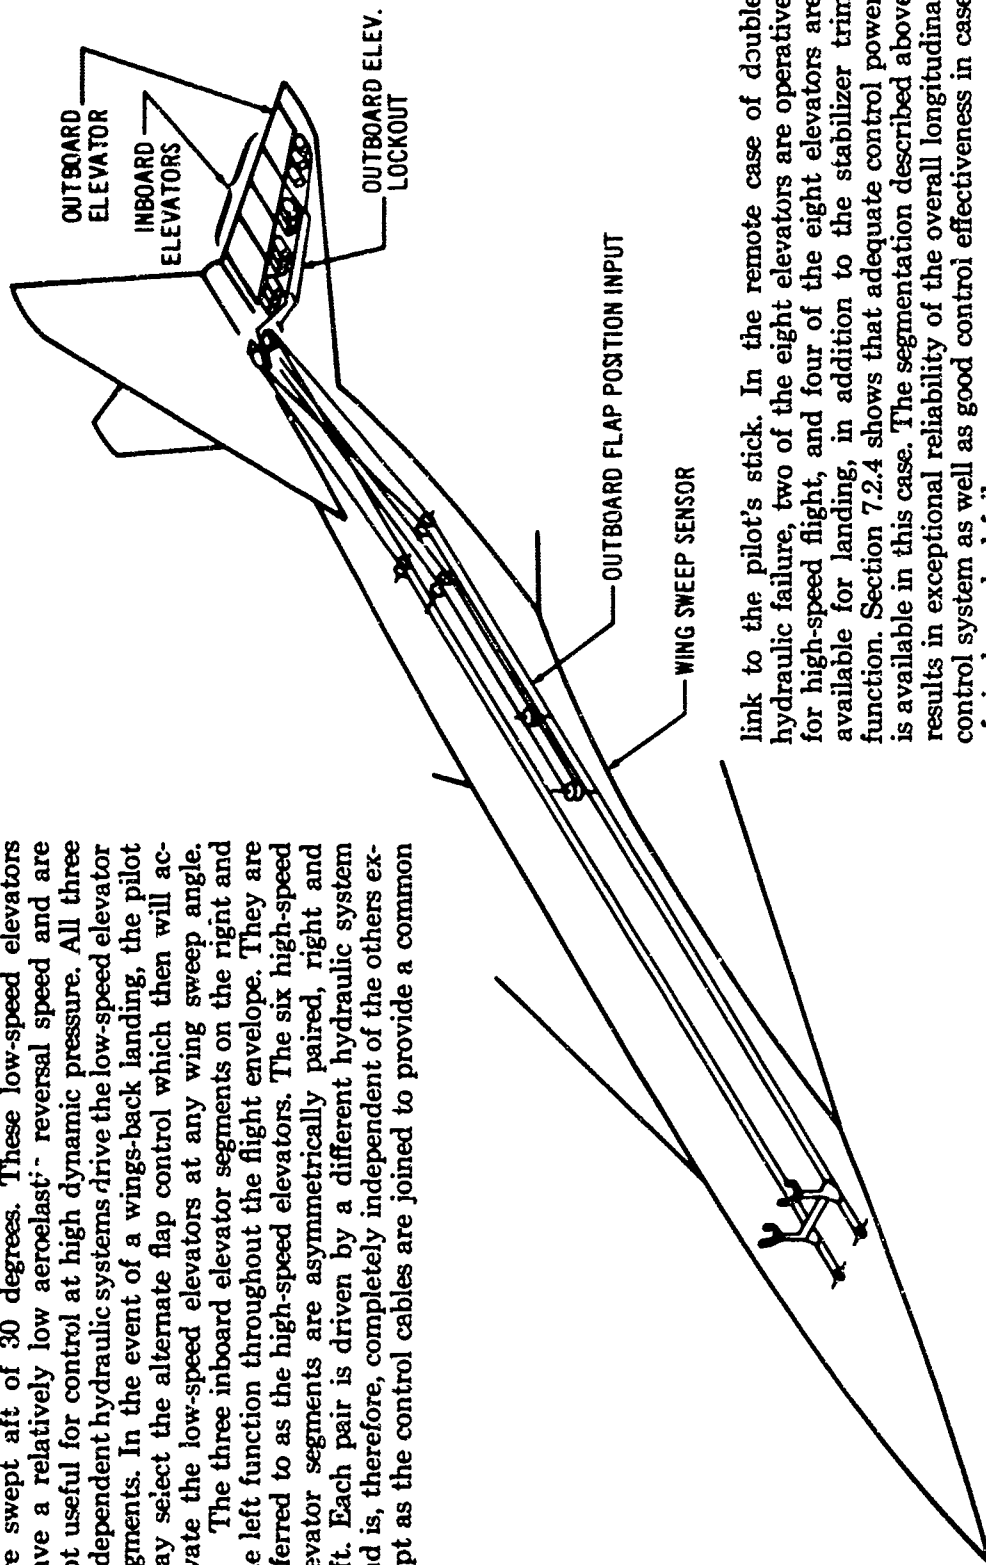 re swept aft of 30 degrees. These low-speed elevators
ave a relatively low aeroelastic reversal speed and are
ot useful for control at high dynamic pressure. All three
dependent hydraulic systems drive the low-speed elevator
gments. In the event of a wings-back landing, the pilot
ay select the alternate flap control which then will ac-
vate the low-speed elevators at any wing sweep angle.
The three inboard elevator segments on the right and
e left function throughout the flight envelope. They are
ferred to as the high-speed elevators. The six high-speed
evator segments are asymmetrically paired, right and
ft. Each pair is driven by a different hydraulic system
nd is, therefore, completely independent of the others ex-
pt as the control cables are joined to provide a common
OUTBOARD
ELEVATOR
INBOARD
ELEVATORS
OUTBOARD ELEV.
LOCKOUT
OUTBOARD FLAP POSITION INPUT
WING SWEEP SENSOR
link to the pilot's stick. In the remote case of double
hydraulic failure, two of the eight elevators are operative
for high-speed flight, and four of the eight elevators are
available for landing, in addition to the stabilizer trim
function. Section 7.2.4 shows that adequate control power
is available in this case. The segmentation described above
results in exceptional reliability of the overall longitudinal
control system as well as good control effectiveness in case